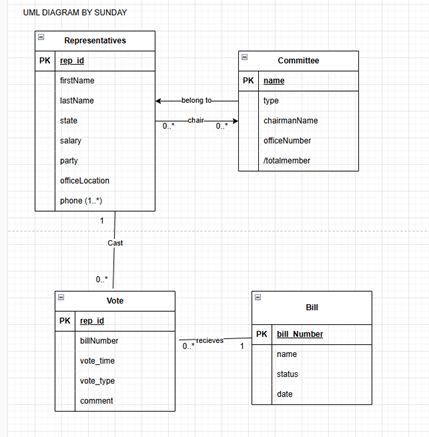 UML DIAGRAM BY SUNDAY
Representatives
PK rep_id
firstName
lastName
state
salary
party
officeLocation
phone (1..*)
Committee
PK name
type
chairmanName
officeNumber
/totalmember
belong to
chair
0..* 0..*
1
Cast
0..*
Vote
PK rep_id
billNumber
vote_time
vote_type
comment
recieves
0..* 1
Bill
PK bill_Number
name
status
date